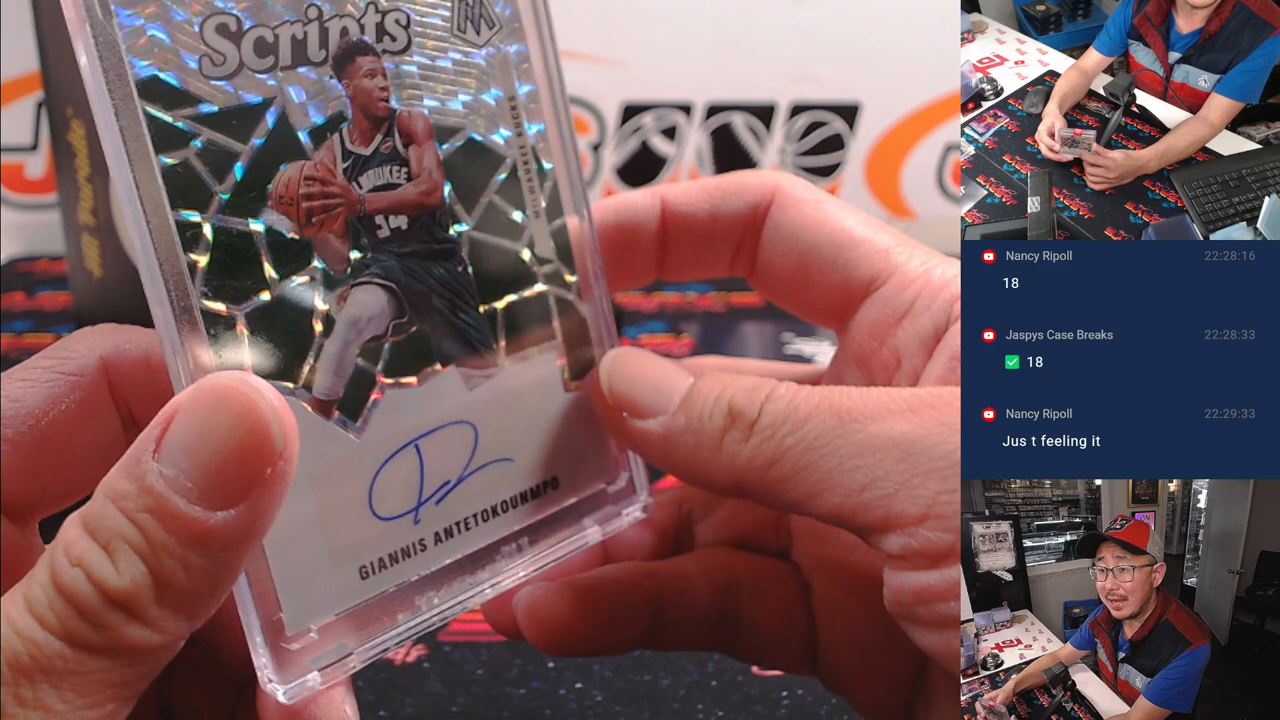 Scripts
MILWAUKEE BUCKS
MILWAUKEE
34
GIANNIS ANTETOKOUNMPO
Nancy Ripoll 22:28:16
18
Jaspys Case Breaks 22:28:33
✅ 18
Nancy Ripoll 22:29:33
Jus t feeling it